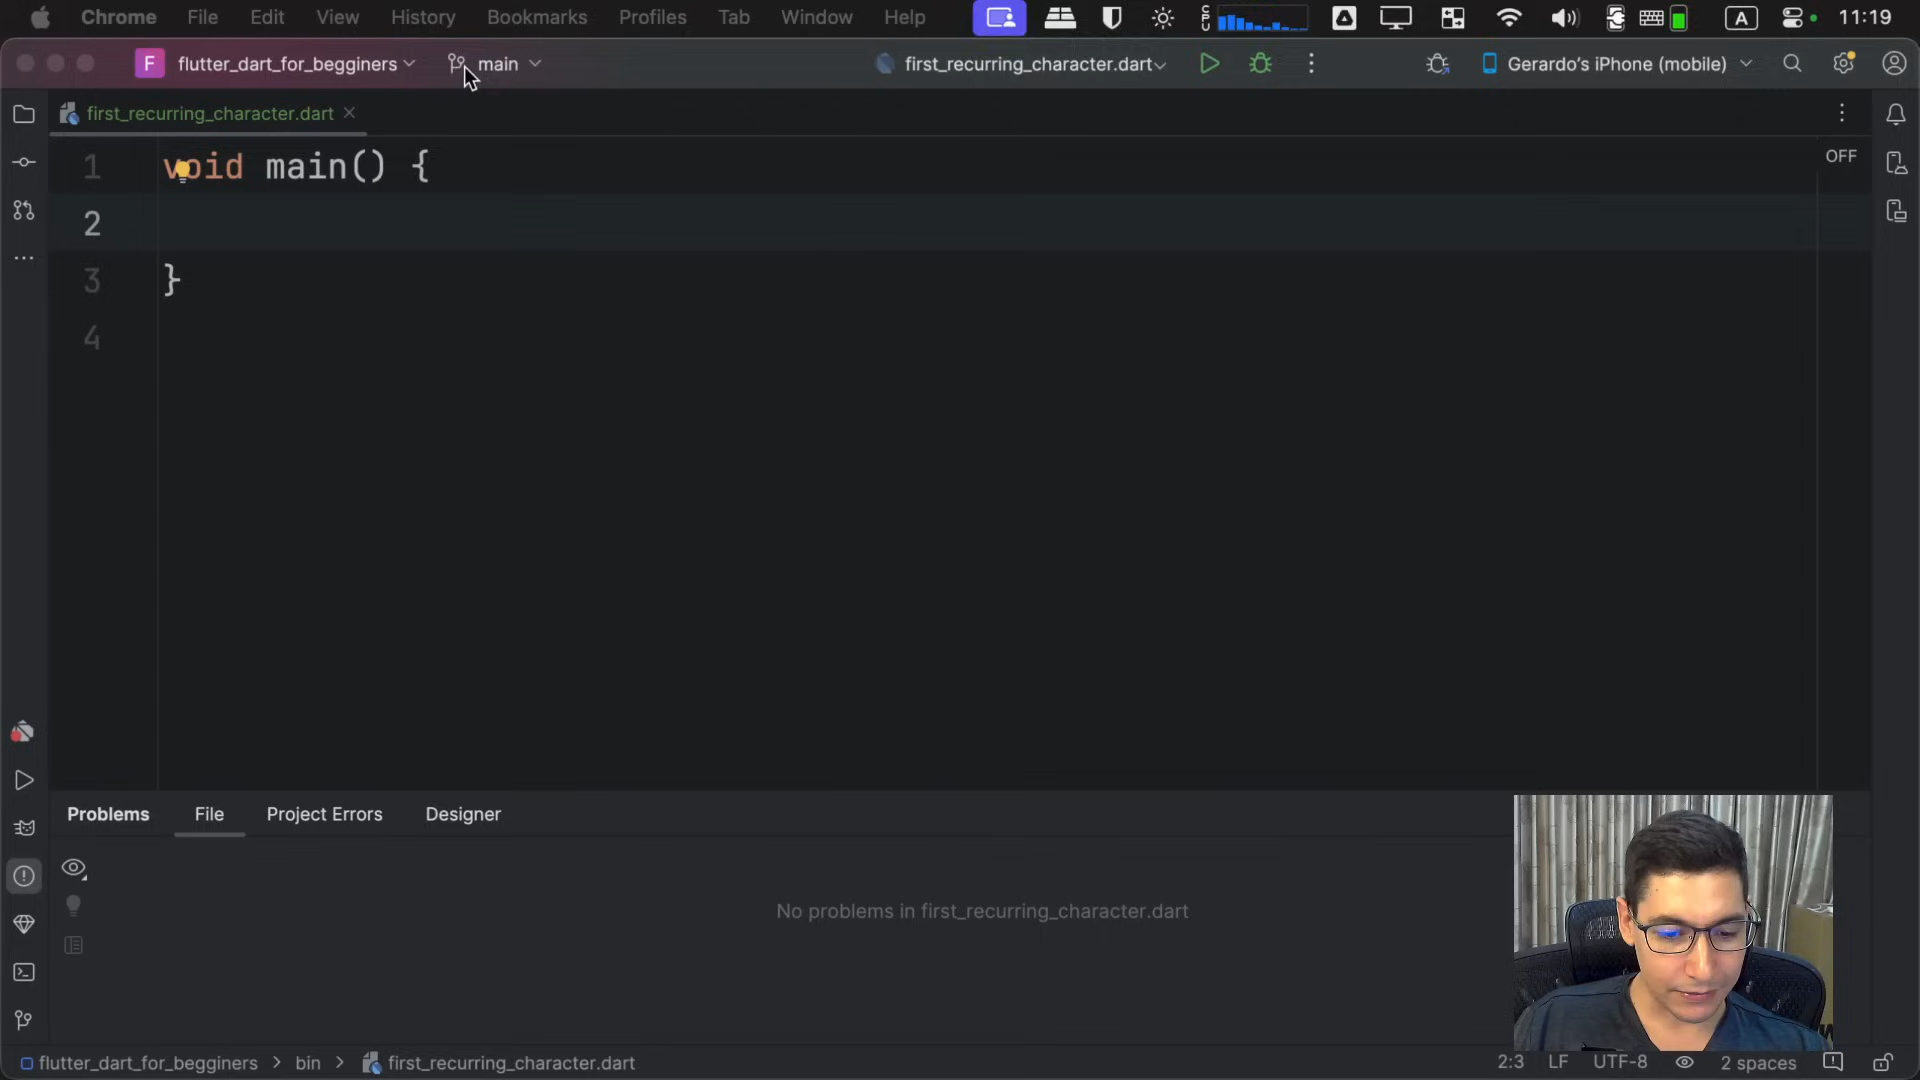 Chrome File Edit View History Bookmarks Profiles Tab Window Help CPU A 11:19
F flutter_dart_for_begginers main first_recurring_character.dart Gerardo’s iPhone (mobile)
first_recurring_character.dart
1 void main() {
OFF
2
3 }
4
Problems File Project Errors Designer
No problems in first_recurring_character.dart
flutter_dart_for_begginers > bin > first_recurring_character.dart 2:3 LF UTF-8 2 spaces